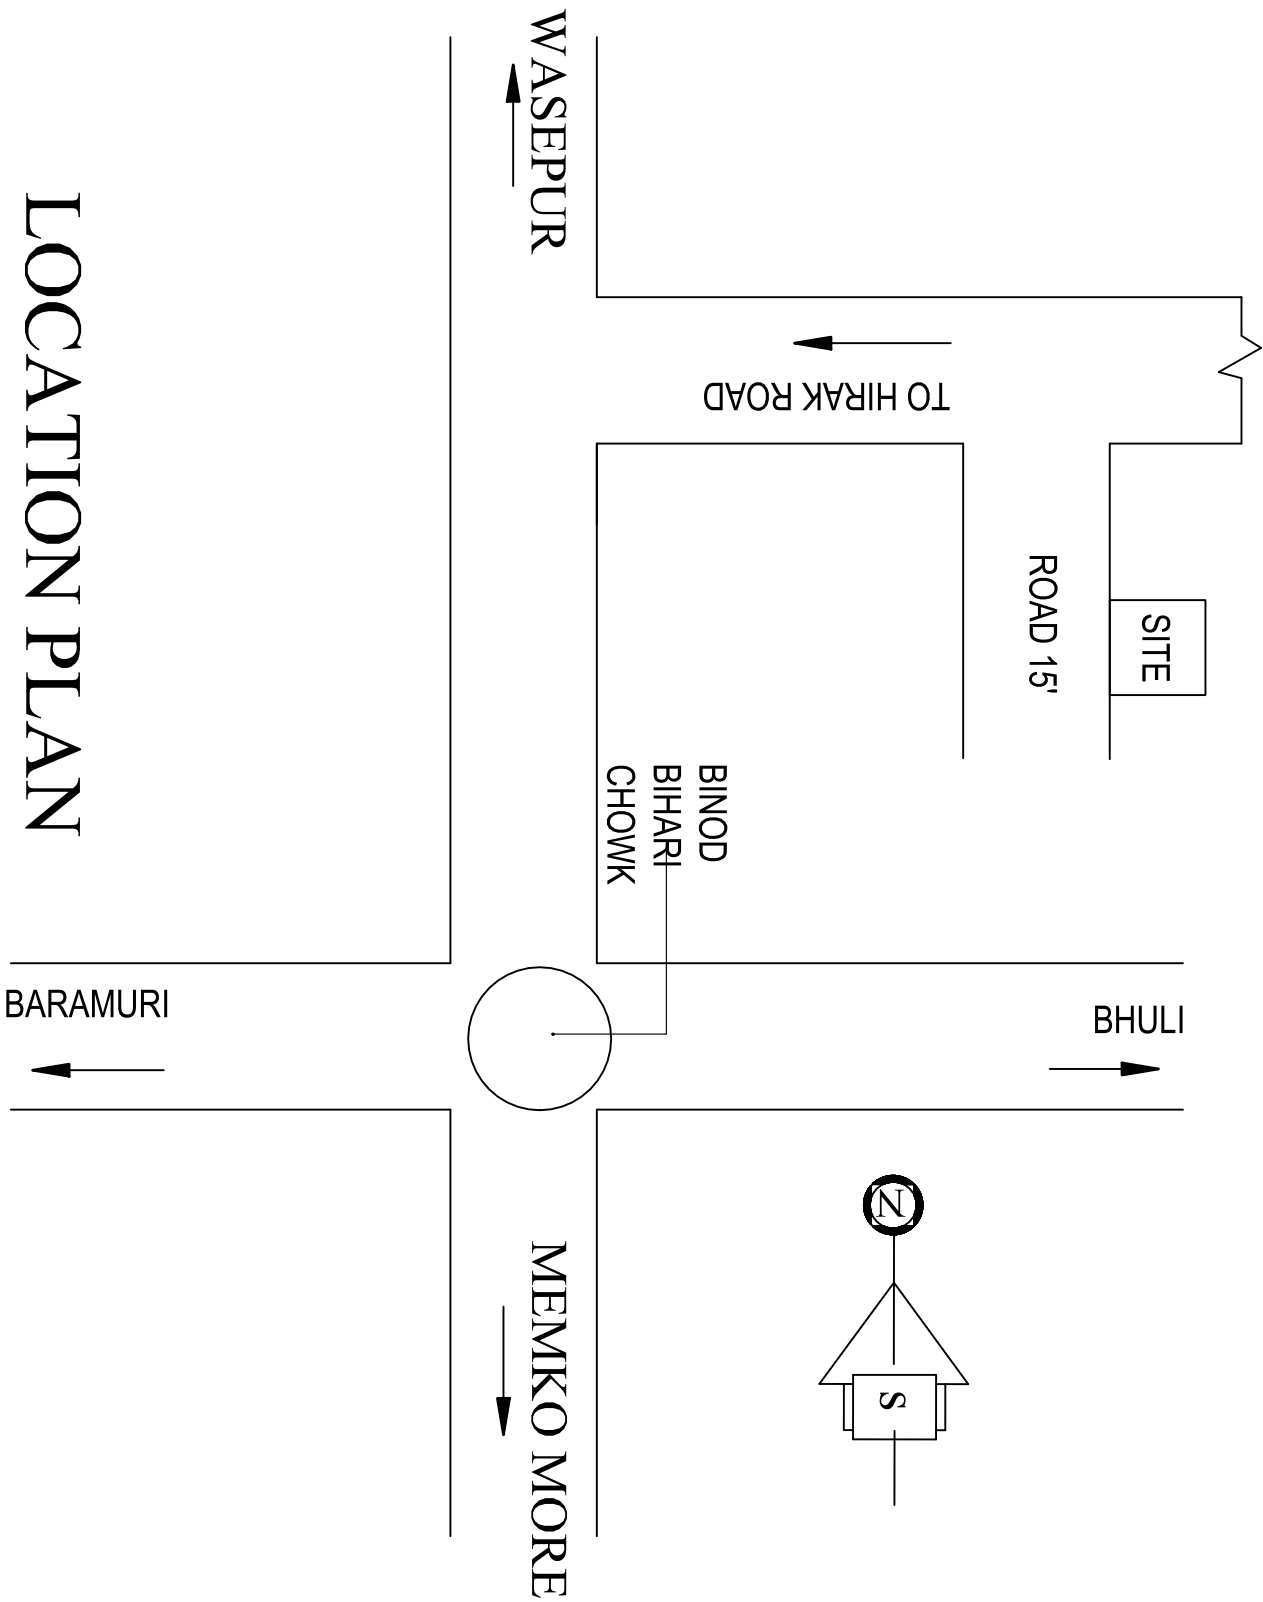 WASEPUR
TO HIRAK ROAD
ROAD 15'
SITE
BINOD
BIHARI
CHOWK
BARAMURI
BHULI
N
S
MEMKO MORE
LOCATION PLAN